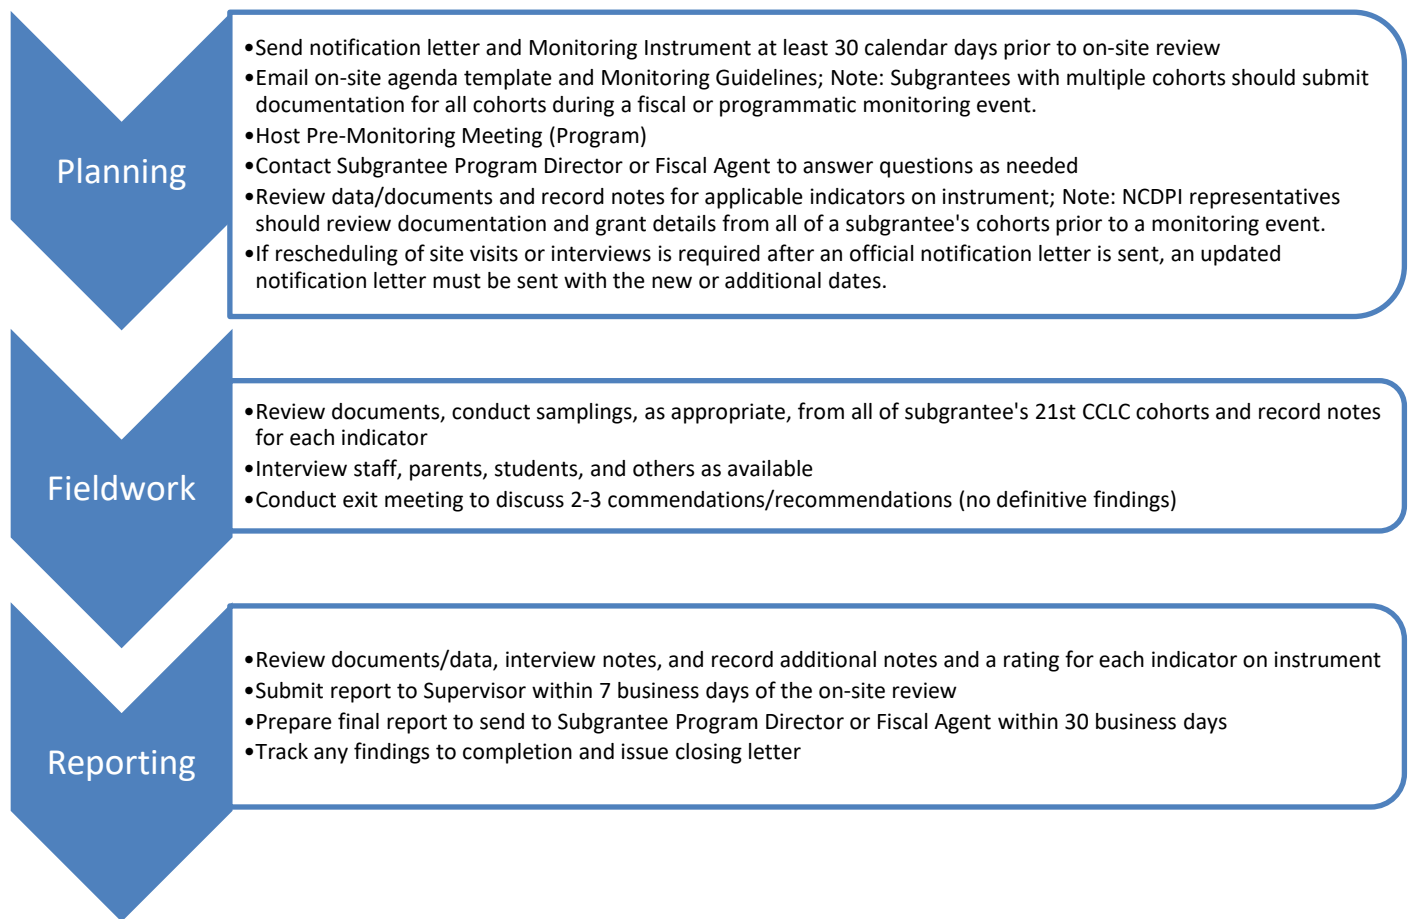 Planning
•Send notification letter and Monitoring Instrument at least 30 calendar days prior to on-site review
•Email on-site agenda template and Monitoring Guidelines; Note: Subgrantees with multiple cohorts should submit
documentation for all cohorts during a fiscal or programmatic monitoring event.
•Host Pre-Monitoring Meeting (Program)
•Contact Subgrantee Program Director or Fiscal Agent to answer questions as needed
•Review data/documents and record notes for applicable indicators on instrument; Note: NCDPI representatives
should review documentation and grant details from all of a subgrantee's cohorts prior to a monitoring event.
•If rescheduling of site visits or interviews is required after an official notification letter is sent, an updated
notification letter must be sent with the new or additional dates.
Fieldwork
•Review documents, conduct samplings, as appropriate, from all of subgrantee's 21st CCLC cohorts and record notes
for each indicator
•Interview staff, parents, students, and others as available
•Conduct exit meeting to discuss 2-3 commendations/recommendations (no definitive findings)
Reporting
•Review documents/data, interview notes, and record additional notes and a rating for each indicator on instrument
•Submit report to Supervisor within 7 business days of the on-site review
•Prepare final report to send to Subgrantee Program Director or Fiscal Agent within 30 business days
•Track any findings to completion and issue closing letter